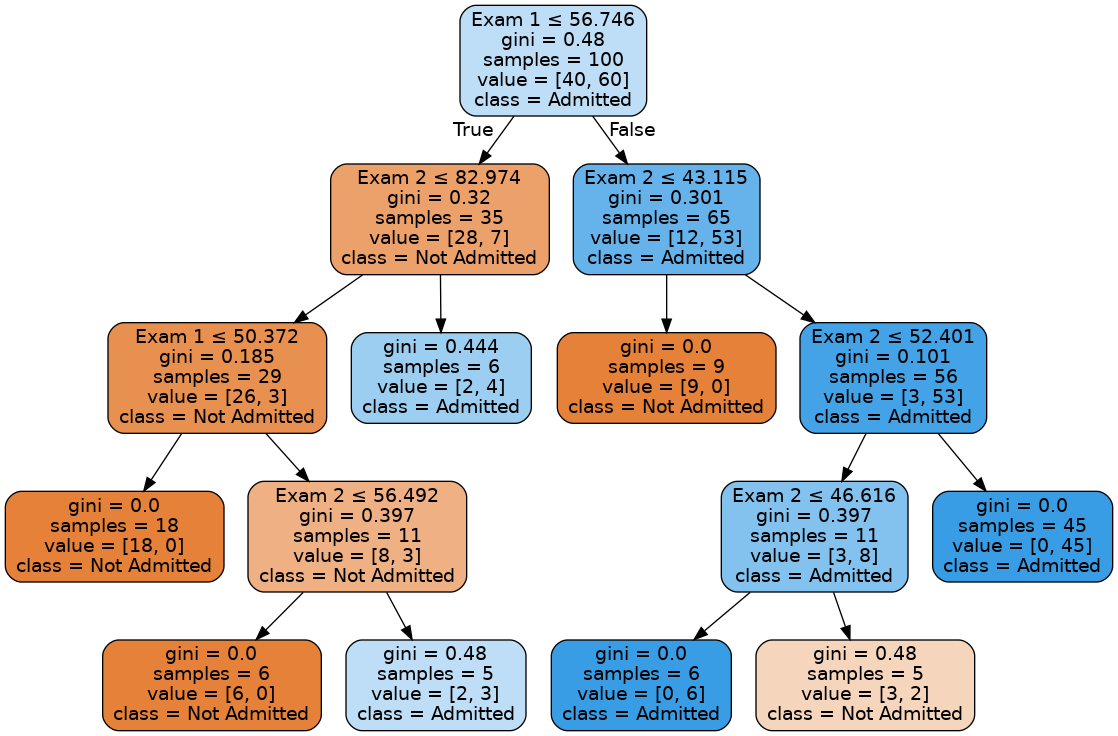 Exam 1 ≤ 56.746
gini = 0.48
samples = 100
value = [40, 60]
class = Admitted
True
False
Exam 2 ≤ 82.974
gini = 0.32
samples = 35
value = [28, 7]
class = Not Admitted
Exam 2 ≤ 43.115
gini = 0.301
samples = 65
value = [12, 53]
class = Admitted
Exam 1 ≤ 50.372
gini = 0.185
samples = 29
value = [26, 3]
class = Not Admitted
gini = 0.444
samples = 6
value = [2, 4]
class = Admitted
gini = 0.0
samples = 9
value = [9, 0]
class = Not Admitted
Exam 2 ≤ 52.401
gini = 0.101
samples = 56
value = [3, 53]
class = Admitted
gini = 0.0
samples = 18
value = [18, 0]
class = Not Admitted
Exam 2 ≤ 56.492
gini = 0.397
samples = 11
value = [8, 3]
class = Not Admitted
Exam 2 ≤ 46.616
gini = 0.397
samples = 11
value = [3, 8]
class = Admitted
gini = 0.0
samples = 45
value = [0, 45]
class = Admitted
gini = 0.0
samples = 6
value = [6, 0]
class = Not Admitted
gini = 0.48
samples = 5
value = [2, 3]
class = Admitted
gini = 0.0
samples = 6
value = [0, 6]
class = Admitted
gini = 0.48
samples = 5
value = [3, 2]
class = Not Admitted